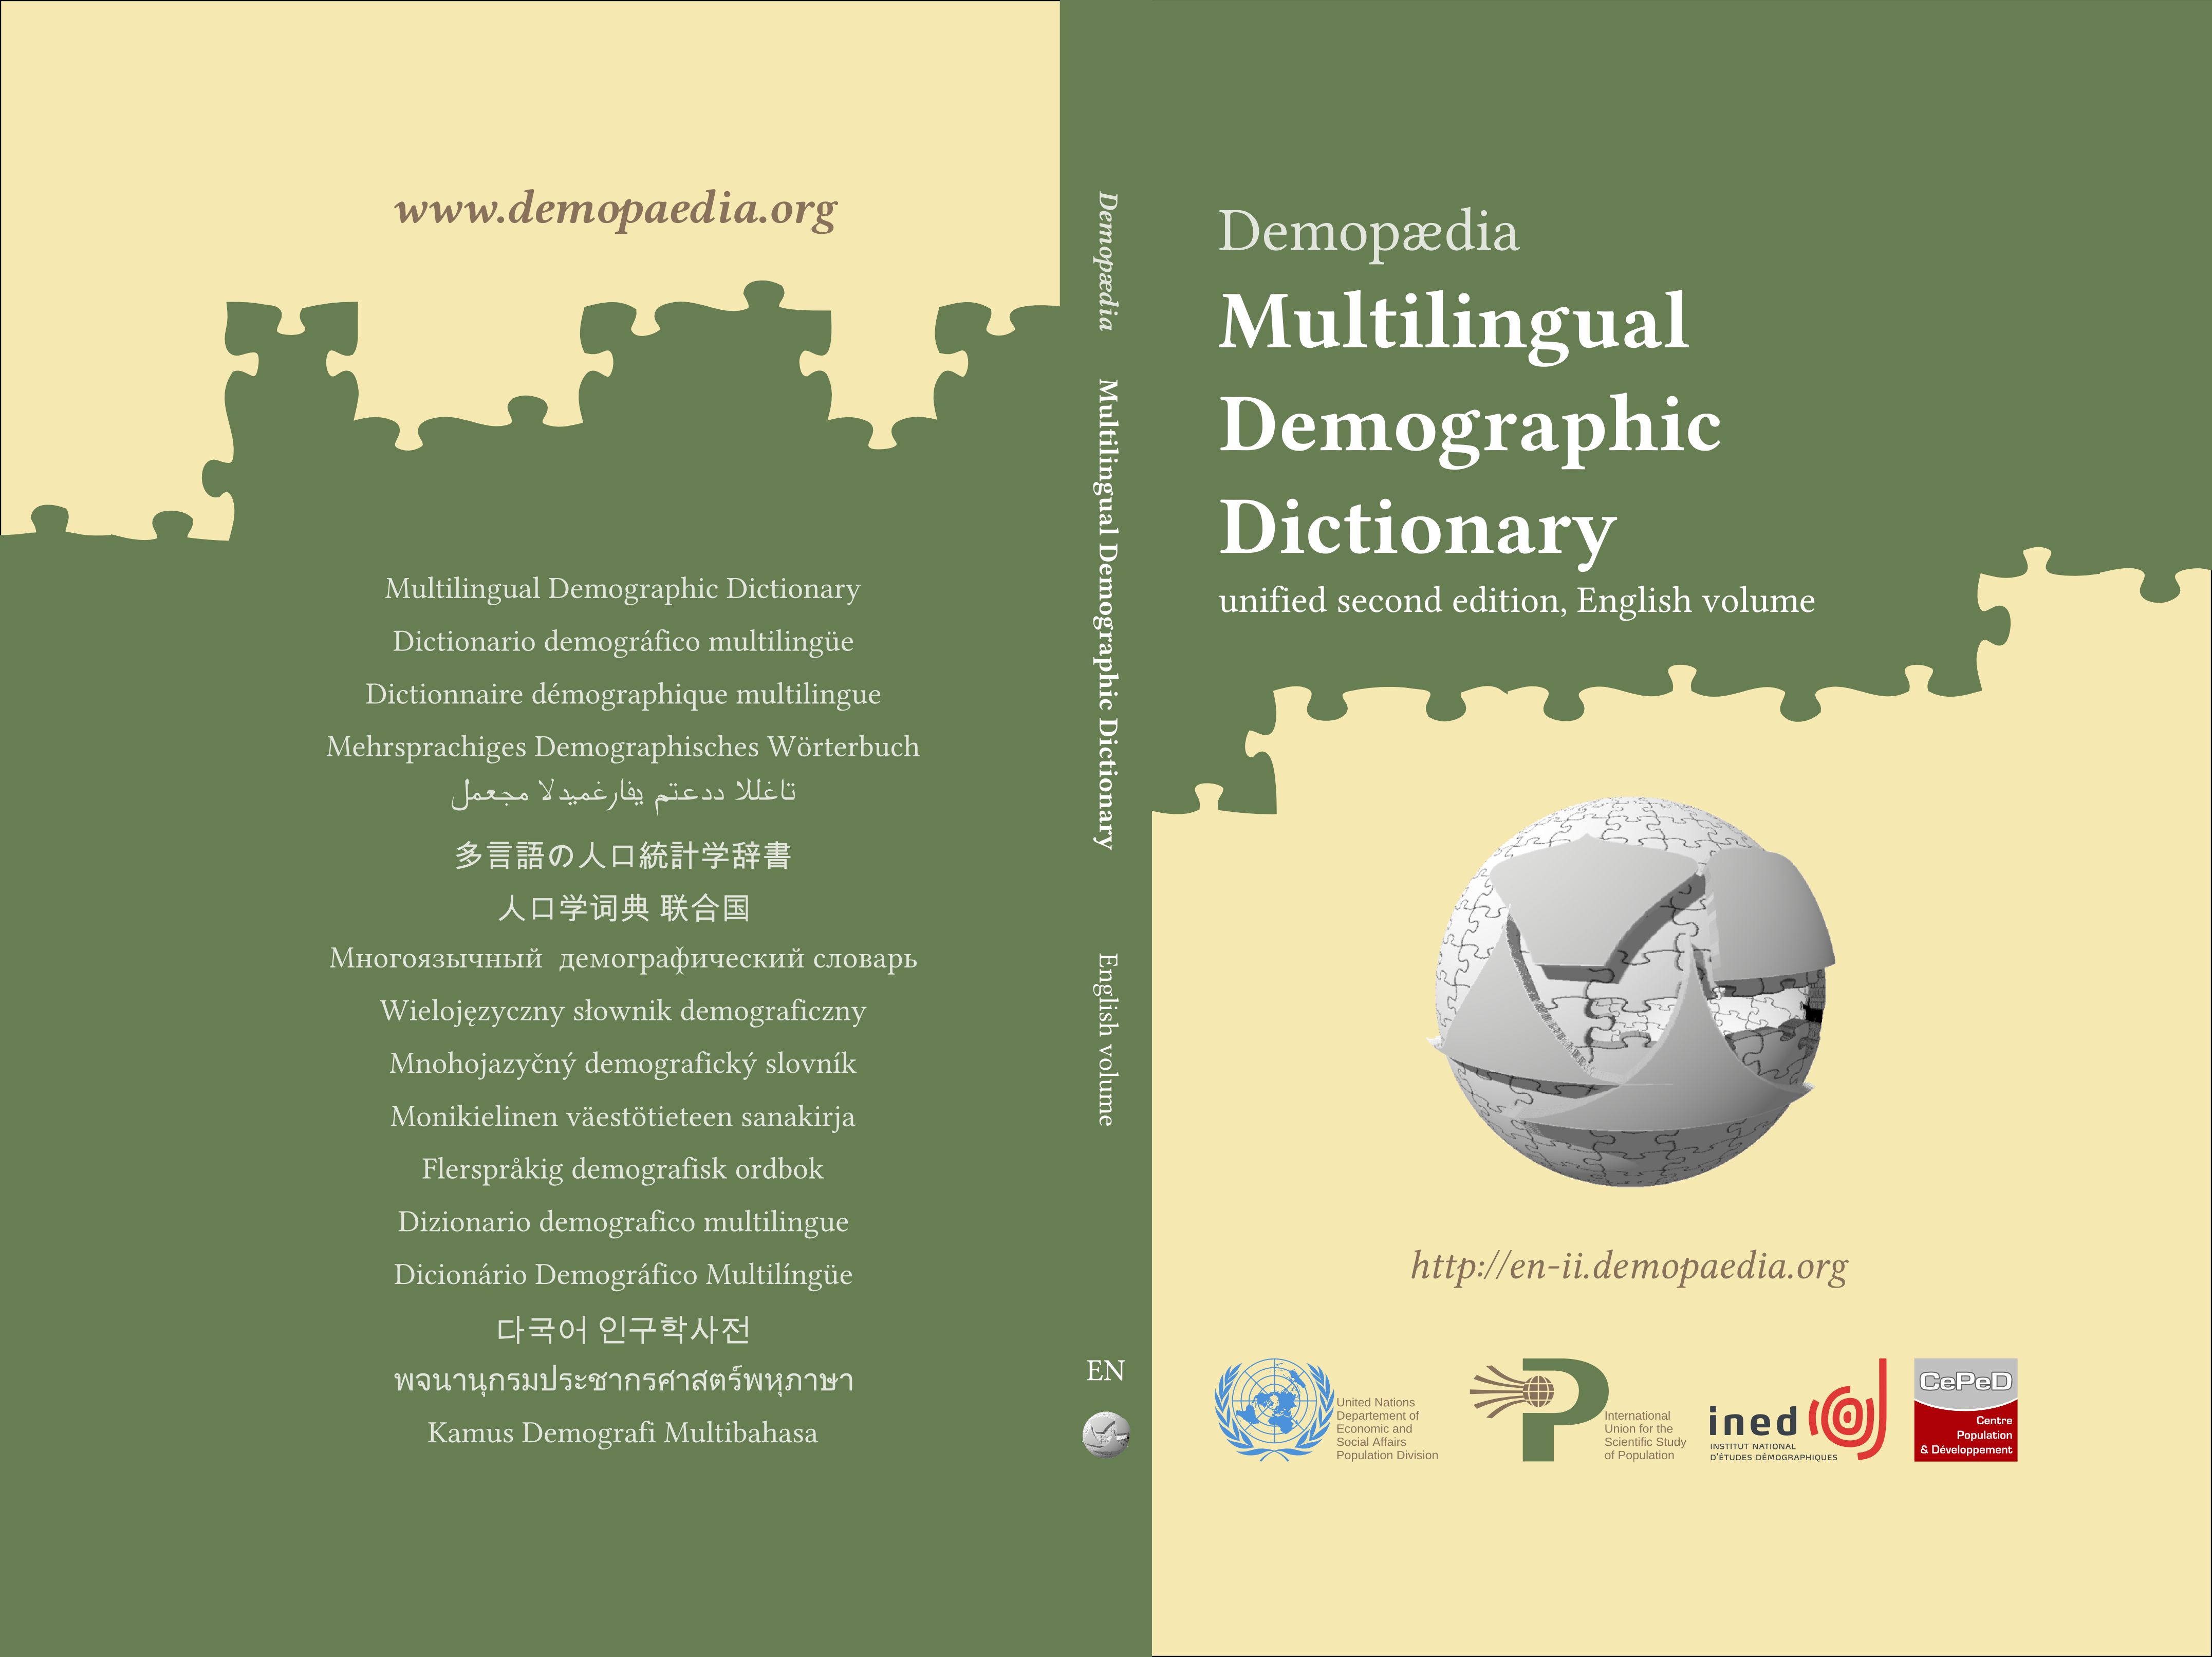 www.demopaedia.org
Multilingual Demographic Dictionary
Dictionario demográfico multilingüe
Dictionnaire démographique multilingue
Mehrsprachiges Demographisches Wörterbuch
تاغللا ددعتم يفارغميدلا مجعمل
多言語の人口統計学辞書
人口学词典 联合国
Многоязычный демографический словарь
Wielojęzyczny słownik demograficzny
Mnohojazyčný demografický slovník
Monikielinen väestötieteen sanakirja
Flerspråkig demografisk ordbok
Dizionario demografico multilingue
Dicionário Demográfico Multilíngüe
다국어 인구학사전
พจนานุกรมประชากรศาสตร์พหุภาษา
Kamus Demografi Multibahasa
Demopædia Multilingual Demographic Dictionary English volume
EN
Demopædia
Multilingual
Demographic
Dictionary
unified second edition, English volume
http://en-ii.demopaedia.org
United Nations
Departement of
Economic and
Social Affairs
Population Division
International
Union for the
Scientific Study
of Population
ined
INSTITUT NATIONAL
D'ÉTUDES DÉMOGRAPHIQUES
CePeD
Centre
Population
& Développement